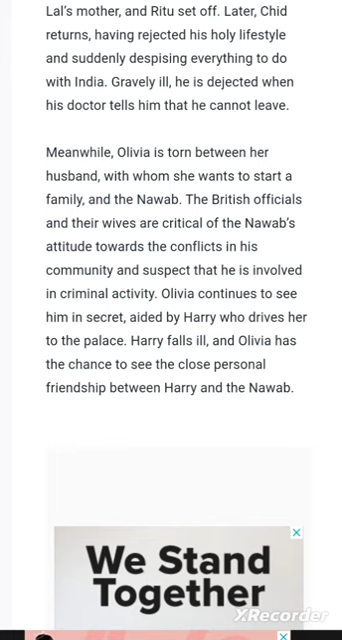 Lal’s mother, and Ritu set off. Later, Chid
returns, having rejected his holy lifestyle
and suddenly despising everything to do
with India. Gravely ill, he is dejected when
his doctor tells him that he cannot leave.
Meanwhile, Olivia is torn between her
husband, with whom she wants to start a
family, and the Nawab. The British officials
and their wives are critical of the Nawab’s
attitude towards the conflicts in his
community and suspect that he is involved
in criminal activity. Olivia continues to see
him in secret, aided by Harry who drives her
to the palace. Harry falls ill, and Olivia has
the chance to see the close personal
friendship between Harry and the Nawab.
We Stand
Together
XRecorder